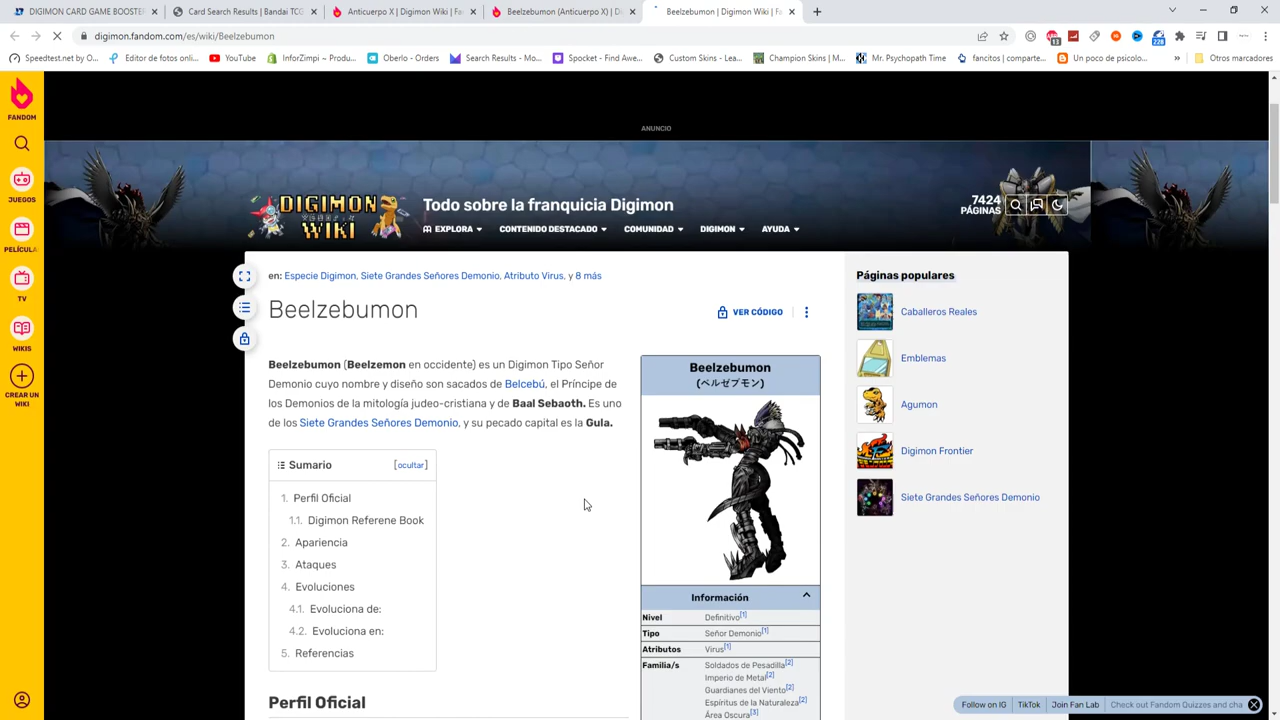 DIGIMON CARD GAME BOOSTER
Card Search Results | Bandai TCG
Anticuerpo X | Digimon Wiki | Fa
Beelzebumon (Anticuerpo X) | Di
Beelzebumon | Digimon Wiki | Fa
digimon.fandom.com/es/wiki/Beelzebumon
13
228
Speedtest.net by O...
Editor de fotos onli...
YouTube
InforZimpi – Produ...
Oberlo - Orders
Search Results - Mo...
Spocket - Find Awe...
Custom Skins - Lea...
Champion Skins | M...
Mr. Psychopath Time
fancitos | comparte...
Un poco de psicolo...
»
Otros marcadores
FANDOM
JUEGOS
PELÍCULA
TV
WIKIS
CREAR UN
WIKI
ANUNCIO
DIGIMON
WIKI
Todo sobre la franquicia Digimon
7424
PÁGINAS
EXPLORA
CONTENIDO DESTACADO
COMUNIDAD
DIGIMON
AYUDA
en: Especie Digimon, Siete Grandes Señores Demonio, Atributo Virus, y 8 más
Beelzebumon
VER CÓDIGO
Beelzebumon (Beelzemon en occidente) es un Digimon Tipo Señor
Demonio cuyo nombre y diseño son sacados de Belcebú, el Príncipe de
los Demonios de la mitología judeo-cristiana y de Baal Sebaoth. Es uno
de los Siete Grandes Señores Demonio, y su pecado capital es la Gula.
Sumario [ocultar]
1. Perfil Oficial
1.1. Digimon Referene Book
2. Apariencia
3. Ataques
4. Evoluciones
4.1. Evoluciona de:
4.2. Evoluciona en:
5. Referencias
Perfil Oficial
Beelzebumon
(ベルゼブモン)
Información
Nivel Definitivo[1]
Tipo Señor Demonio[1]
Atributos Virus[1]
Familia/s Soldados de Pesadilla[2]
Imperio de Metal[2]
Guardianes del Viento[2]
Espíritus de la Naturaleza[2]
Área Oscura[3]
Páginas populares
Caballeros Reales
Emblemas
Agumon
Digimon Frontier
Siete Grandes Señores Demonio
Follow on IG
TikTok
Join Fan Lab
Check out Fandom Quizzes and cha